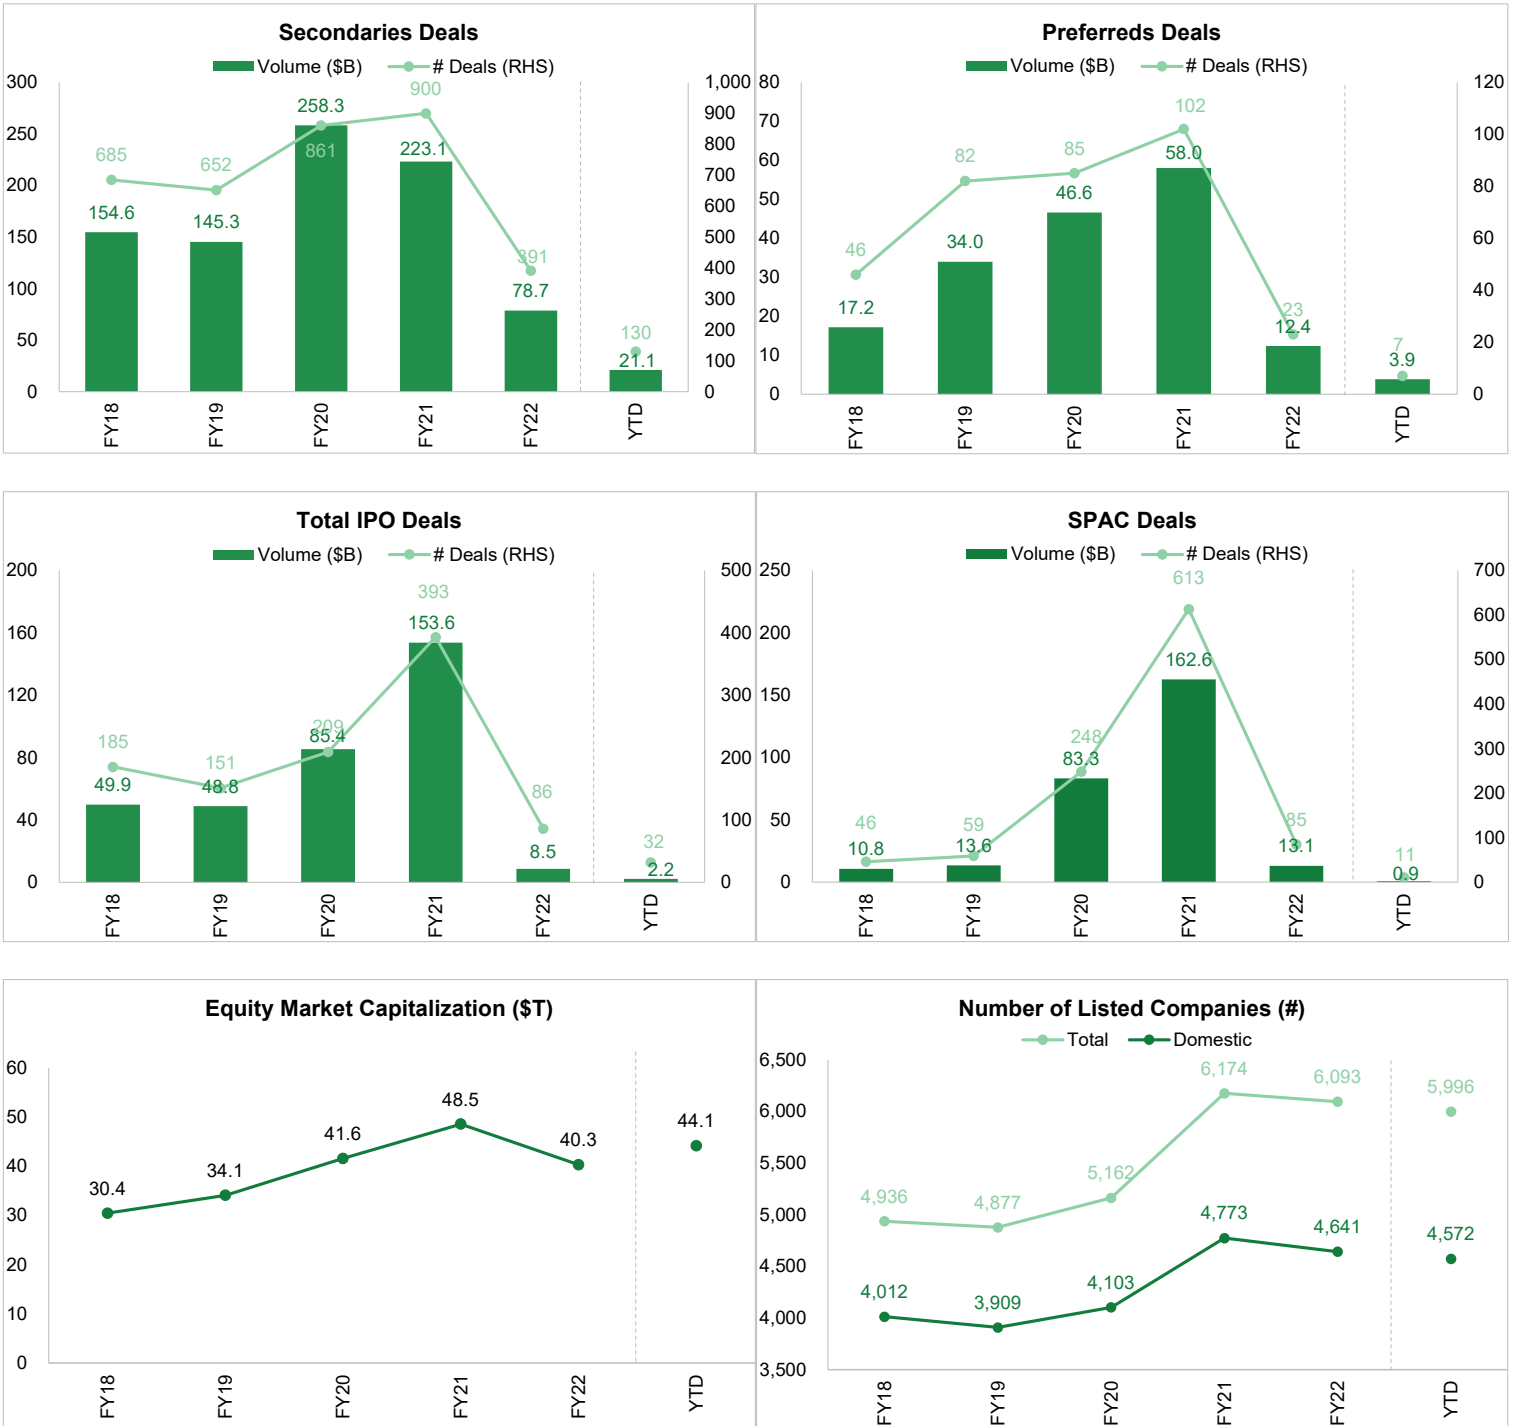 Secondaries Deals
Volume ($B) # Deals (RHS)
300
250
200
150
100
50
0
1,000
900
800
700
600
500
400
300
200
100
0
685
652
861
900
391
130
154.6
145.3
258.3
223.1
78.7
21.1
FY18
FY19
FY20
FY21
FY22
YTD
Preferreds Deals
Volume ($B) # Deals (RHS)
80
70
60
50
40
30
20
10
0
120
100
80
60
40
20
0
46
82
85
102
23
7
17.2
34.0
46.6
58.0
12.4
3.9
FY18
FY19
FY20
FY21
FY22
YTD
Total IPO Deals
Volume ($B) # Deals (RHS)
200
160
120
80
40
0
500
400
300
200
100
0
185
151
209
393
86
32
49.9
48.8
85.4
153.6
8.5
2.2
FY18
FY19
FY20
FY21
FY22
YTD
SPAC Deals
Volume ($B) # Deals (RHS)
250
200
150
100
50
0
700
600
500
400
300
200
100
0
46
59
248
613
85
11
10.8
13.6
83.3
162.6
13.1
0.9
FY18
FY19
FY20
FY21
FY22
YTD
Equity Market Capitalization ($T)
60
50
40
30
20
10
0
30.4
34.1
41.6
48.5
40.3
44.1
FY18
FY19
FY20
FY21
FY22
YTD
Number of Listed Companies (#)
Total Domestic
6,500
6,000
5,500
5,000
4,500
4,000
3,500
4,936
4,877
5,162
6,174
6,093
5,996
4,012
3,909
4,103
4,773
4,641
4,572
FY18
FY19
FY20
FY21
FY22
YTD